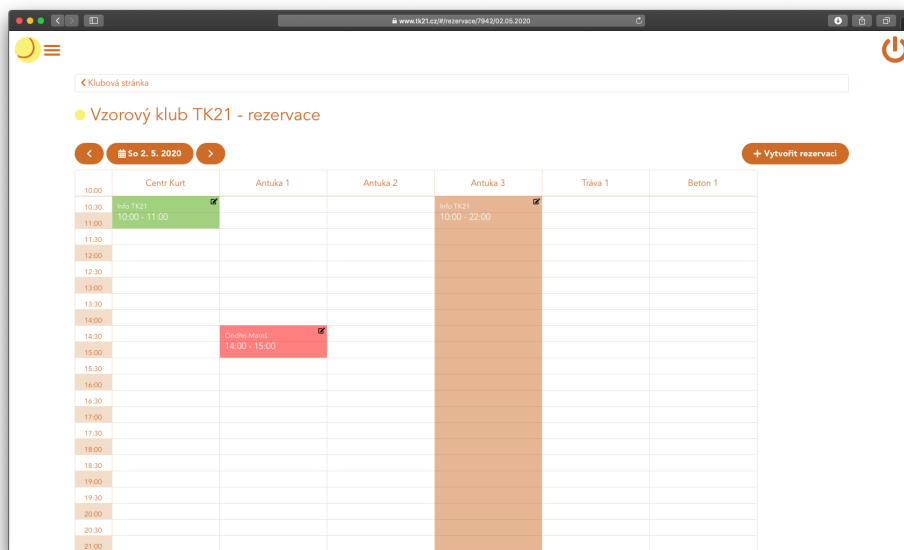 www.tk21.cz/#/rezervace/7942/02.05.2020
Klubová stránka
Vzorový klub TK21 - rezervace
So 2. 5. 2020
+ Vytvořit rezervaci
Centr Kurt Antuka 1 Antuka 2 Antuka 3 Tráva 1 Beton 1
10:00
10:30 Info TK21 Info TK21
11:00 10:00 - 11:00 10:00 - 22:00
11:30
12:00
12:30
13:00
13:30
14:00
14:30 Ondřej Mareš
15:00 14:00 - 15:00
15:30
16:00
16:30
17:00
17:30
18:00
18:30
19:00
19:30
20:00
20:30
21:00